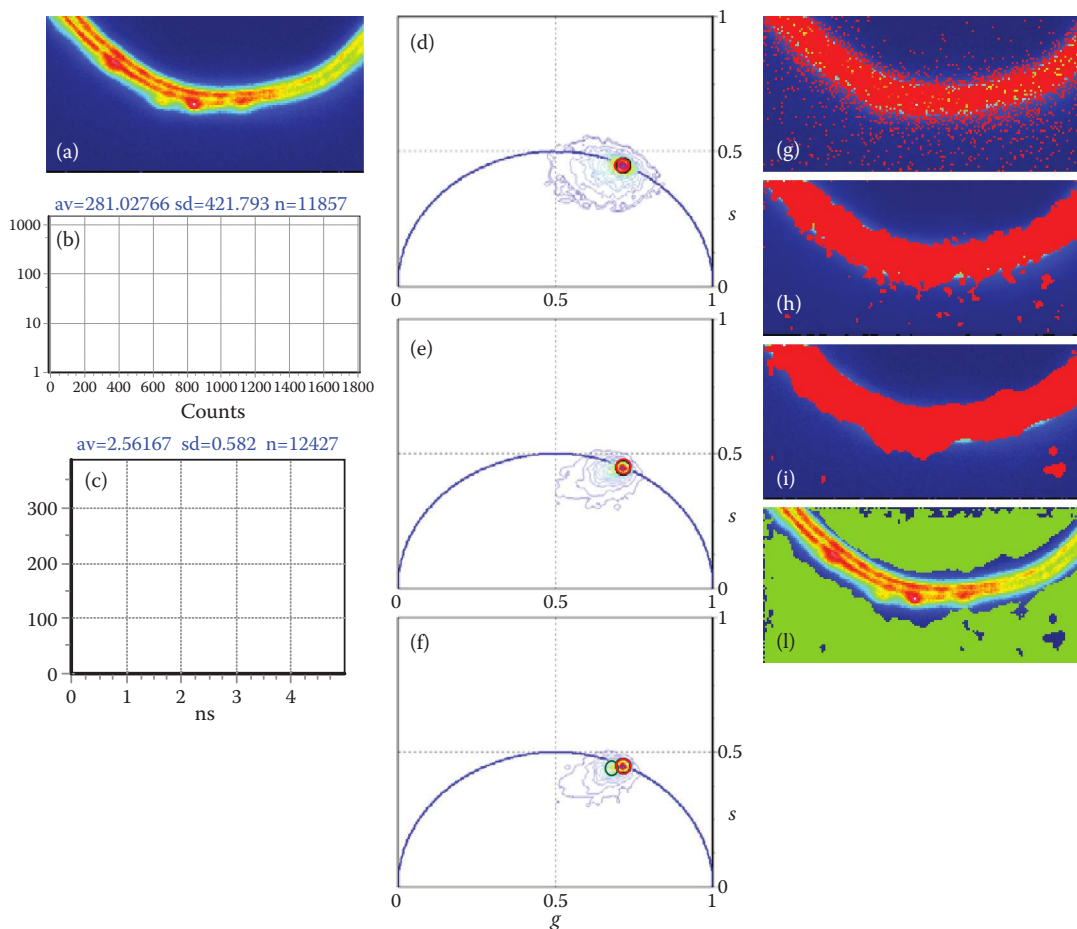 (a)
av=281.02766 sd=421.793 n=11857
(b)
1000
100
10
1
0 200 400 600 800 1000 1200 1400 1600 1800
Counts
av=2.56167 sd=0.582 n=12427
(c)
300
200
100
0
0 1 2 3 4
ns
(d)
1
0.5
s
0
0 0.5 1
(e)
1
0.5
s
0
0 0.5 1
(f)
1
0.5
s
0
0 0.5 1
g
(g)
(h)
(i)
(l)